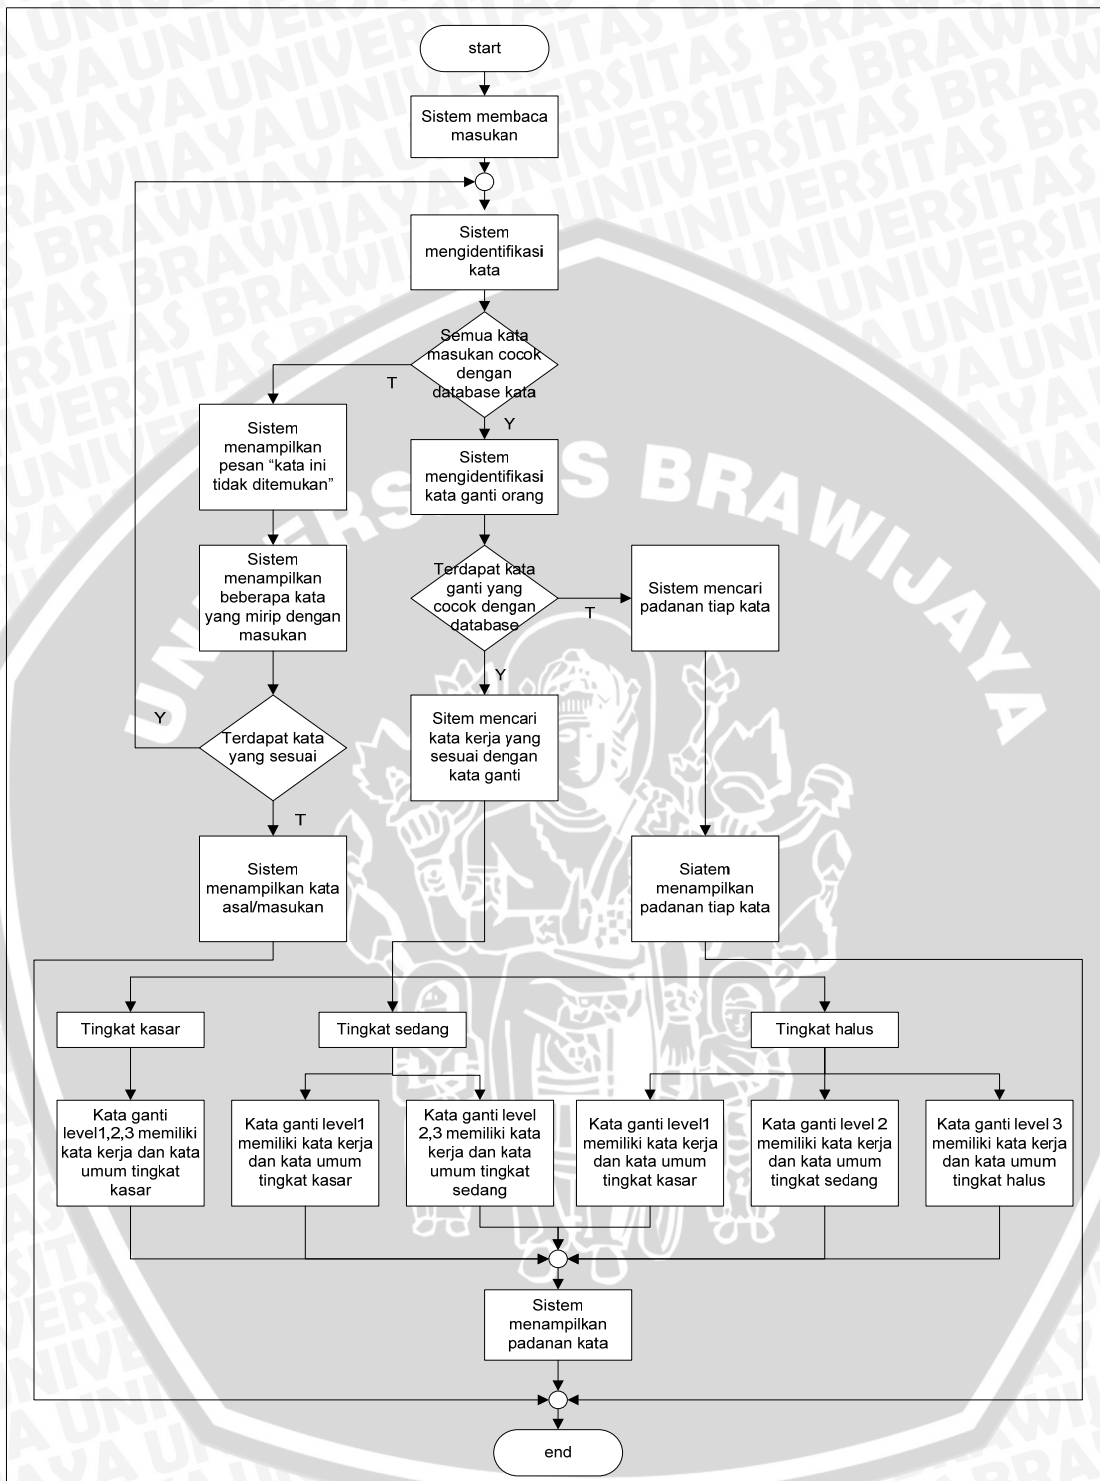 start
Sistem membaca
masukan
Sistem
mengidentifikasi
kata
Semua kata
masukan cocok
dengan
database kata
T
Y
Sistem
menampilkan
pesan “kata ini
tidak ditemukan”
Sistem
mengidentifikasi
kata ganti orang
Sistem
menampilkan
beberapa kata
yang mirip dengan
masukan
Terdapat kata
ganti yang
cocok dengan
database
T
Y
Sistem mencari
padanan tiap kata
Terdapat kata
yang sesuai
Y
T
Sitem mencari
kata kerja yang
sesuai dengan
kata ganti
Sistem
menampilkan kata
asal/masukan
Siatem
menampilkan
padanan tiap kata
Tingkat kasar
Tingkat sedang
Tingkat halus
Kata ganti
level1,2,3 memiliki
kata kerja dan kata
umum tingkat
kasar
Kata ganti level1
memiliki kata kerja
dan kata umum
tingkat kasar
Kata ganti level
2,3 memiliki kata
kerja dan kata
umum tingkat
sedang
Kata ganti level1
memiliki kata kerja
dan kata umum
tingkat kasar
Kata ganti level 2
memiliki kata kerja
dan kata umum
tingkat sedang
Kata ganti level 3
memiliki kata kerja
dan kata umum
tingkat halus
Sistem
menampilkan
padanan kata
end
UNIVERSITAS BRAWIJAYA